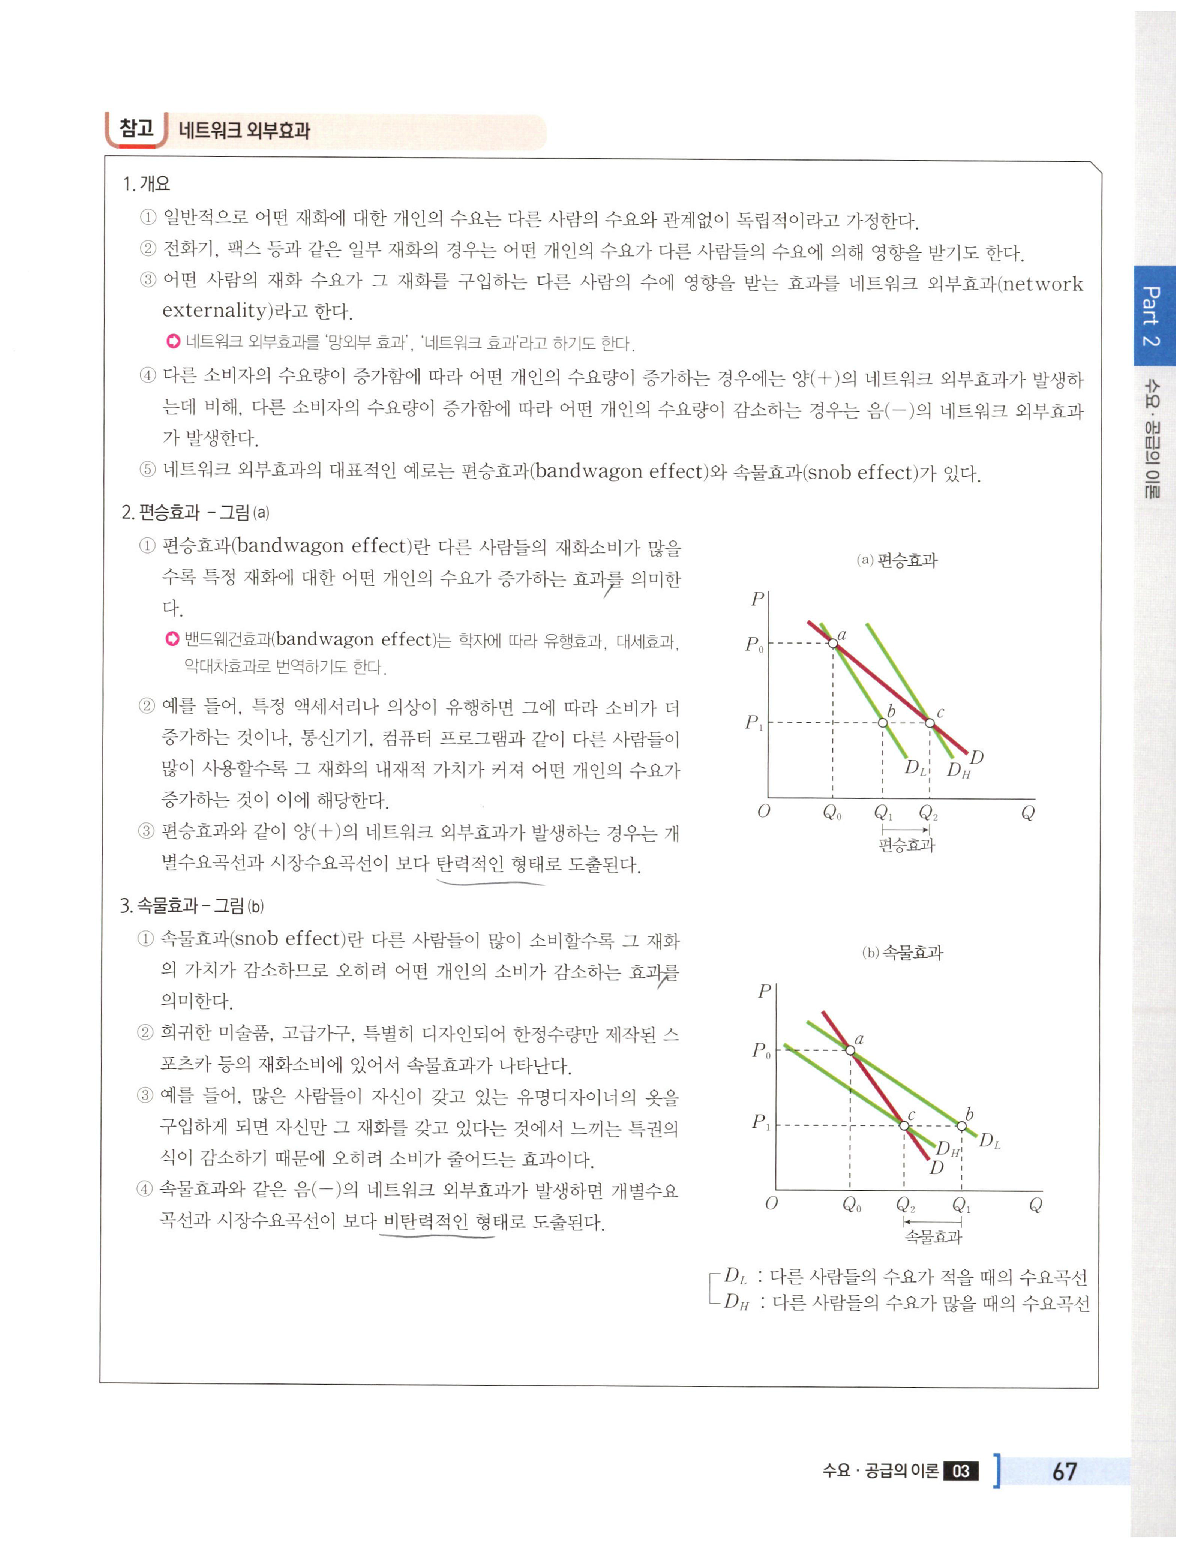 참고 네트워크 외부효과
1. 개요
① 일반적으로 어떤 재화에 대한 개인의 수요는 다른 사람의 수요와 관계없이 독립적이라고 가정한다.
② 전화기, 팩스 등과 같은 일부 재화의 경우는 어떤 개인의 수요가 다른 사람들의 수요에 의해 영향을 받기도 한다.
③ 어떤 사람의 재화 수요가 그 재화를 구입하는 다른 사람의 수에 영향을 받는 효과를 네트워크 외부효과(network
externality)라고 한다.
네트워크 외부효과를 '망외부 효과', '네트워크 효과'라고 하기도 한다.
④ 다른 소비자의 수요량이 증가함에 따라 어떤 개인의 수요량이 증가하는 경우에는 양(+)의 네트워크 외부효과가 발생하
는데 비해, 다른 소비자의 수요량이 증가함에 따라 어떤 개인의 수요량이 감소하는 경우는 음(-)의 네트워크 외부효과
가 발생한다.
⑤ 네트워크 외부효과의 대표적인 예로는 편승효과(bandwagon effect)와 속물효과(snob effect)가 있다.
2. 편승효과 - 그림 (a)
① 편승효과(bandwagon effect)란 다른 사람들의 재화소비가 많을
수록 특정 재화에 대한 어떤 개인의 수요가 증가하는 효과를 의미한
다.
밴드웨건효과(bandwagon effect)는 학자에 따라 유행효과, 대세효과,
악대차효과로 번역하기도 한다.
② 예를 들어, 특정 액세서리나 의상이 유행하면 그에 따라 소비가 더
증가하는 것이나, 통신기기, 컴퓨터 프로그램과 같이 다른 사람들이
많이 사용할수록 그 재화의 내재적 가치가 커져 어떤 개인의 수요가
증가하는 것이 이에 해당한다.
③ 편승효과와 같이 양(+)의 네트워크 외부효과가 발생하는 경우는 개
별수요곡선과 시장수요곡선이 보다 탄력적인 형태로 도출된다.
(a) 편승효과
P
P₀ a
P₁ b c
D_L D_H D
O Q₀ Q₁ Q₂ Q
편승효과
3. 속물효과 - 그림 (b)
① 속물효과(snob effect)란 다른 사람들이 많이 소비할수록 그 재화
의 가치가 감소하므로 오히려 어떤 개인의 소비가 감소하는 효과를
의미한다.
② 희귀한 미술품, 고급가구, 특별히 디자인되어 한정수량만 제작된 스
포츠카 등의 재화소비에 있어서 속물효과가 나타난다.
③ 예를 들어, 많은 사람들이 자신이 갖고 있는 유명디자이너의 옷을
구입하게 되면 자신만 그 재화를 갖고 있다는 것에서 느끼는 특권의
식이 감소하기 때문에 오히려 소비가 줄어드는 효과이다.
④ 속물효과와 같은 음(-)의 네트워크 외부효과가 발생하면 개별수요
곡선과 시장수요곡선이 보다 비탄력적인 형태로 도출된다.
(b) 속물효과
P
P₀ a
P₁ c b
D_H D_L
D
O Q₀ Q₂ Q₁ Q
속물효과
D_L : 다른 사람들의 수요가 적을 때의 수요곡선
D_H : 다른 사람들의 수요가 많을 때의 수요곡선
Part 2 수요·공급의 이론
수요·공급의 이론 03 67